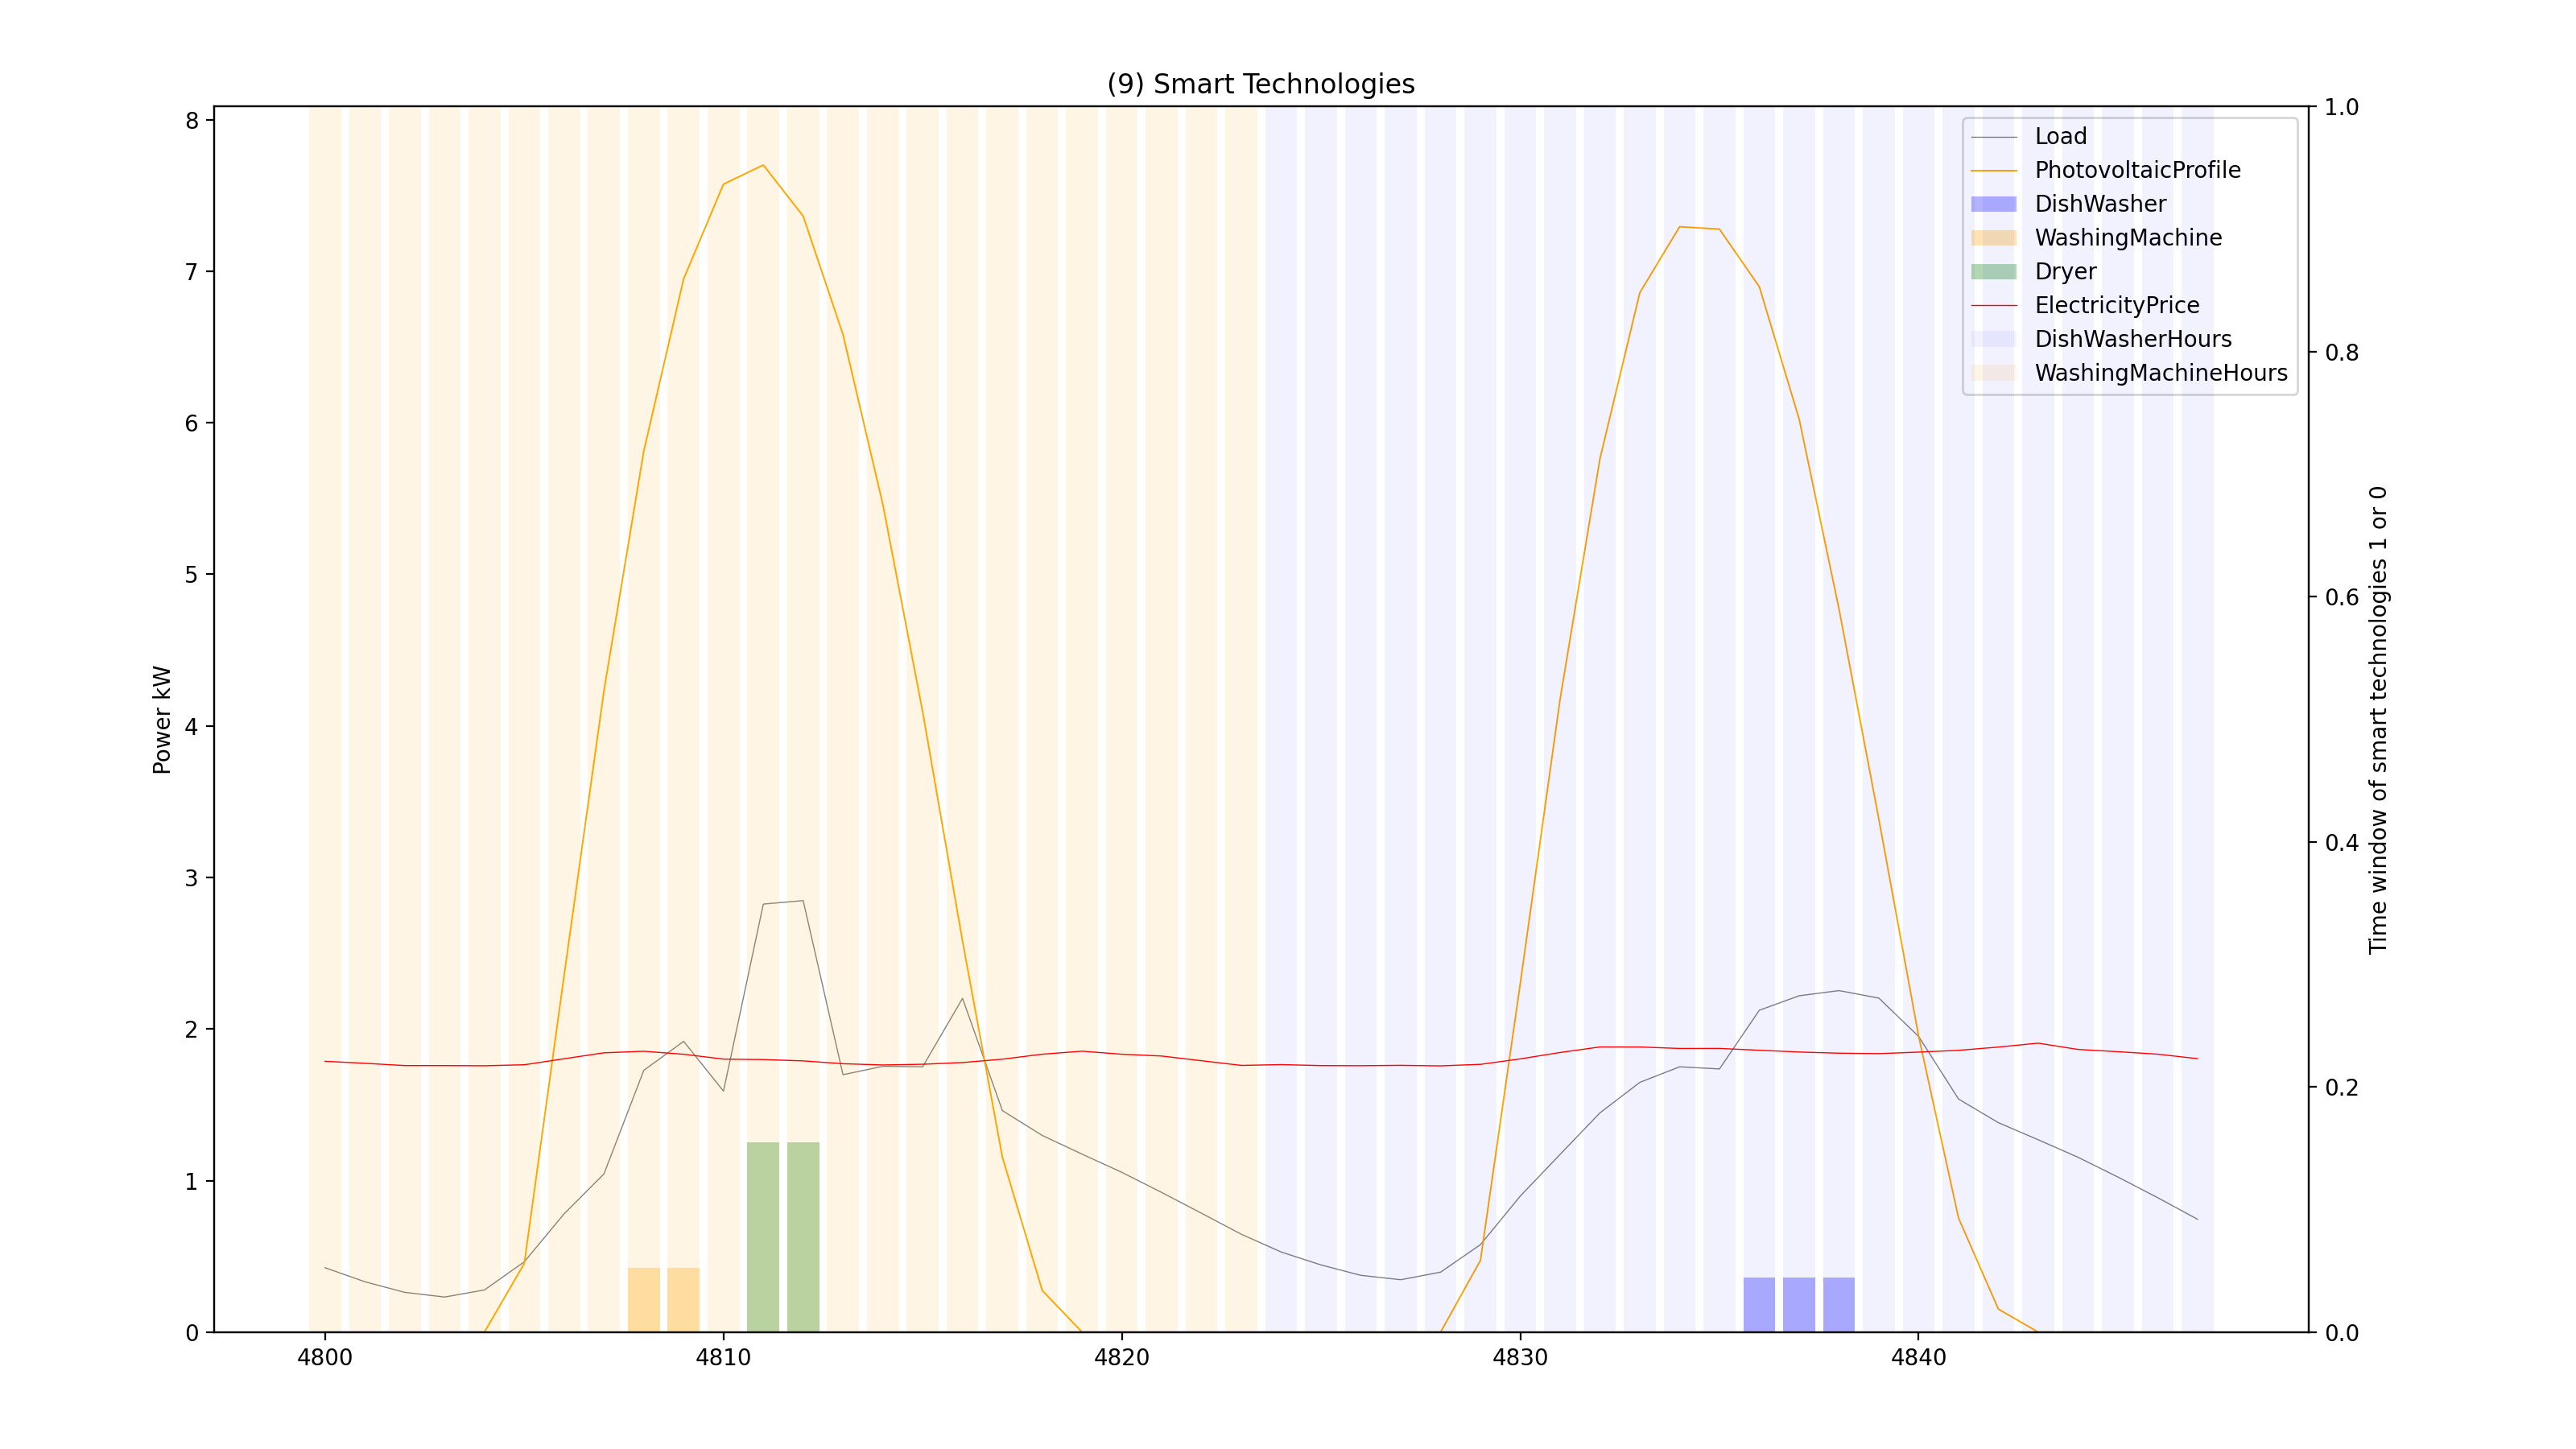 (9) Smart Technologies
8
7
6
5
4
3
2
1
0
Power kW
1.0
0.8
0.6
0.4
0.2
0.0
Time window of smart technologies 1 or 0
Load
PhotovoltaicProfile
DishWasher
WashingMachine
Dryer
ElectricityPrice
DishWasherHours
WashingMachineHours
4800 4810 4820 4830 4840